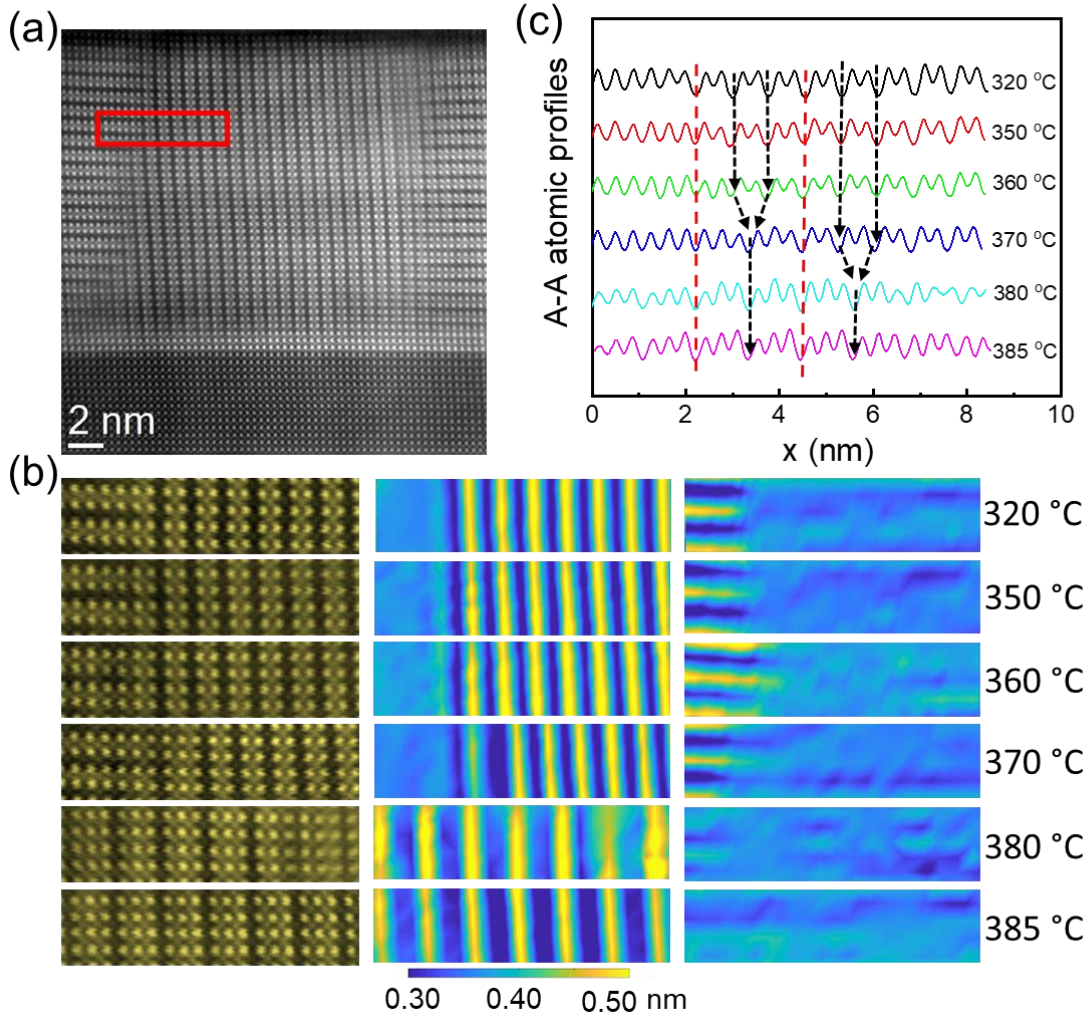 (a)
2 nm
(c)
A-A atomic profiles
320 °C
350 °C
360 °C
370 °C
380 °C
385 °C
0 2 4 6 8 10
x (nm)
(b)
320 °C
350 °C
360 °C
370 °C
380 °C
385 °C
0.30 0.40 0.50 nm